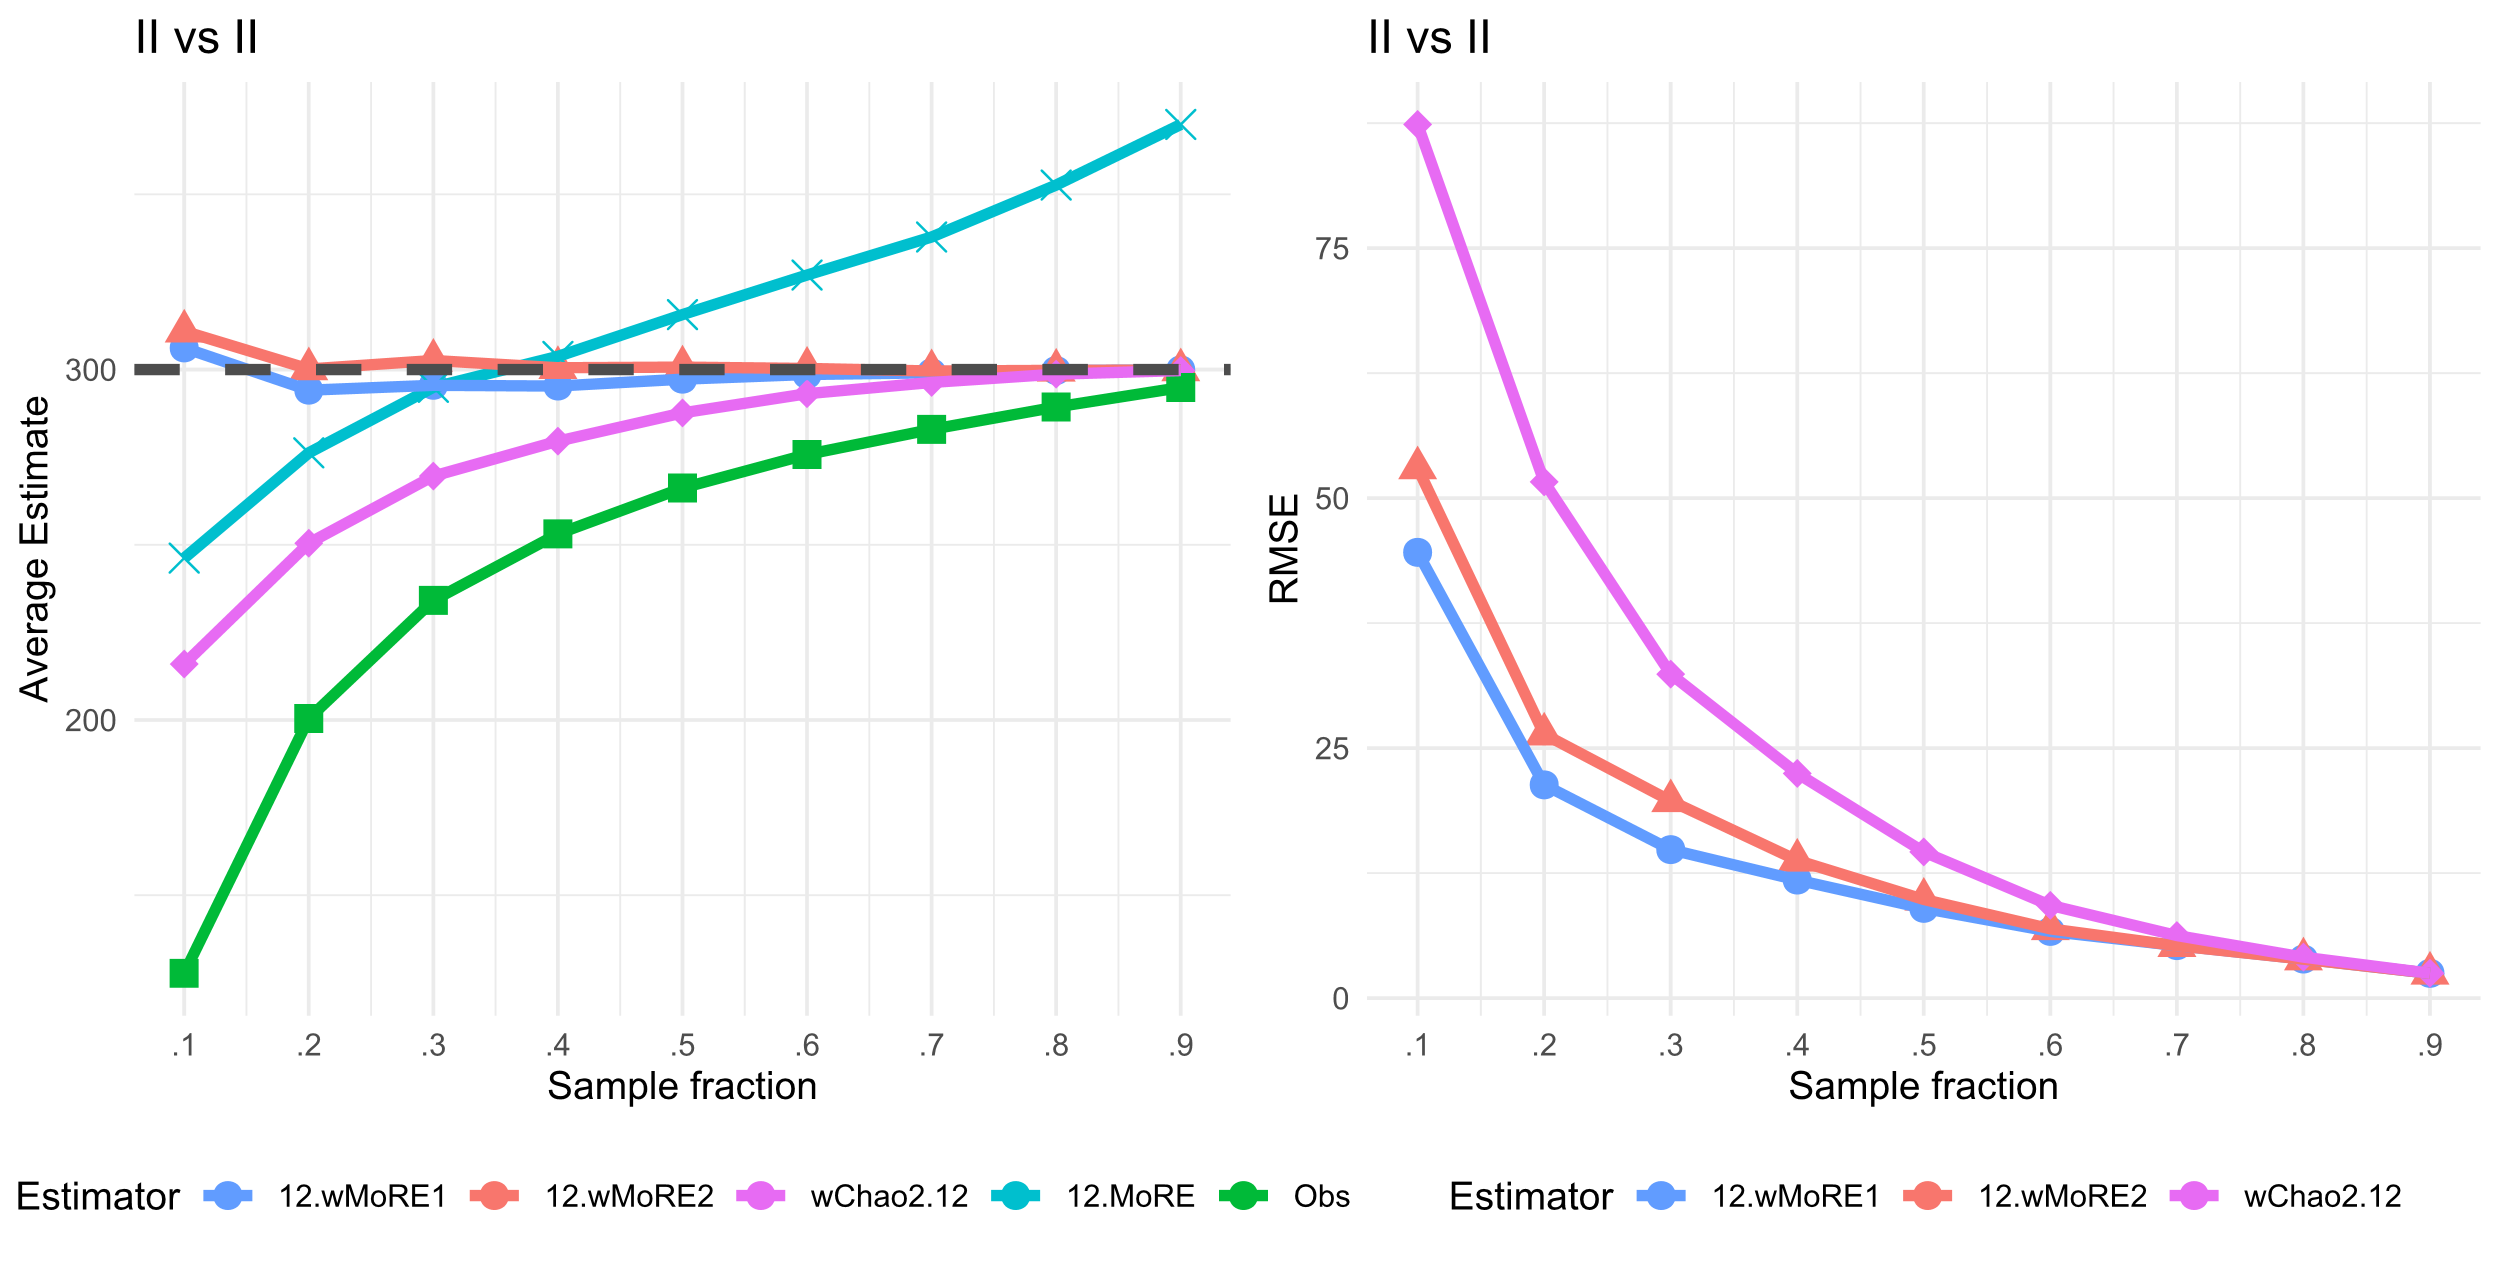 II vs II
Average Estimate
300
200
.1 .2 .3 .4 .5 .6 .7 .8 .9
Sample fraction
Estimator 12.wMoRE1 12.wMoRE2 wChao2.12 12.MoRE Obs
II vs II
RMSE
75
50
25
0
.1 .2 .3 .4 .5 .6 .7 .8 .9
Sample fraction
Estimator 12.wMoRE1 12.wMoRE2 wChao2.12